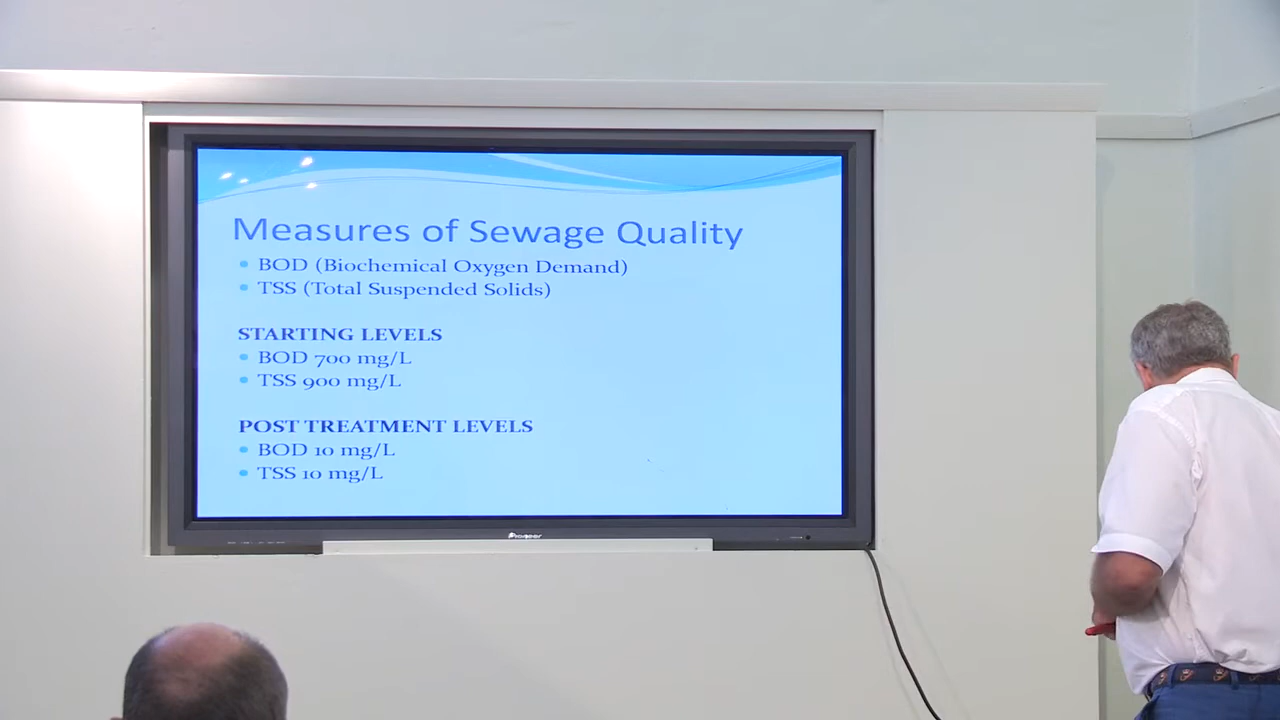 Measures of Sewage Quality
• BOD (Biochemical Oxygen Demand)
• TSS (Total Suspended Solids)
STARTING LEVELS
• BOD 700 mg/L
• TSS 900 mg/L
POST TREATMENT LEVELS
• BOD 10 mg/L
• TSS 10 mg/L
Pioneer